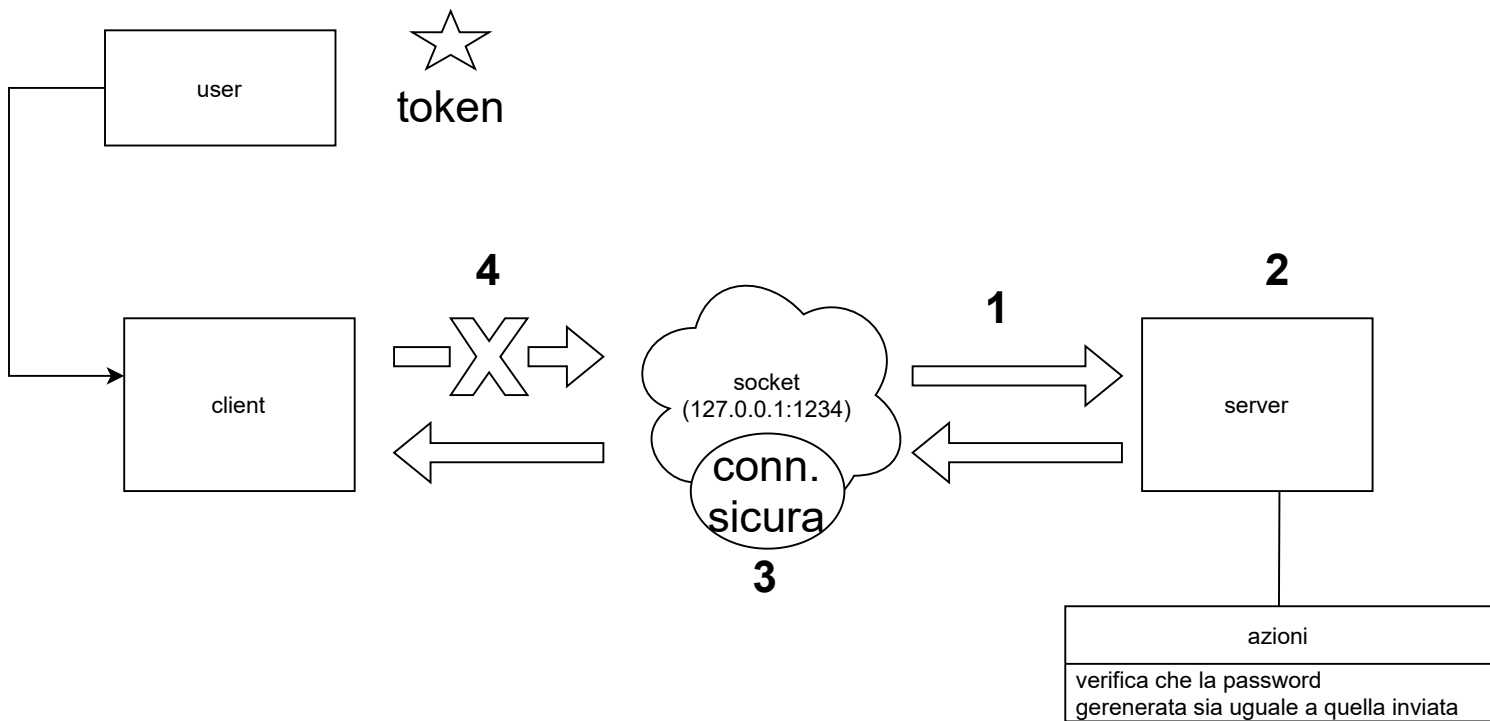 user
token
4
2
1
client
socket
(127.0.0.1:1234)
server
conn.
sicura
3
azioni
verifica che la password
gerenerata sia uguale a quella inviata